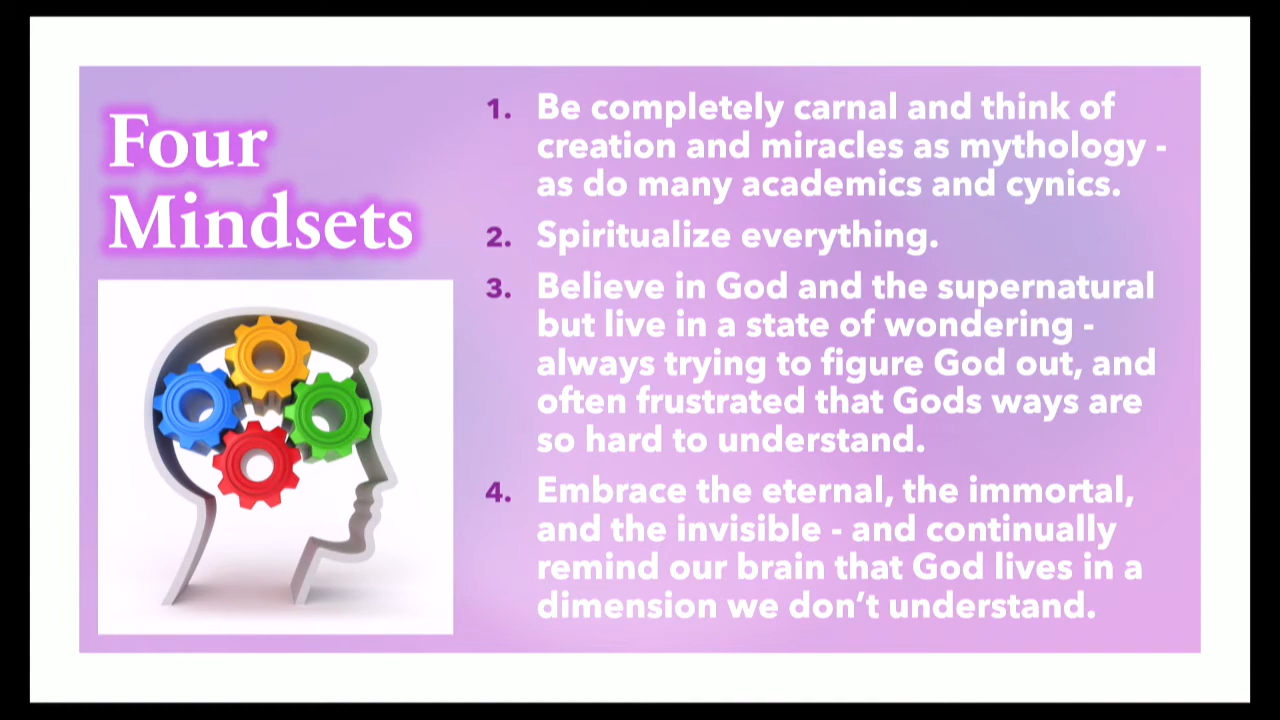 Four
Mindsets
1. Be completely carnal and think of
creation and miracles as mythology -
as do many academics and cynics.
2. Spiritualize everything.
3. Believe in God and the supernatural
but live in a state of wondering -
always trying to figure God out, and
often frustrated that Gods ways are
so hard to understand.
4. Embrace the eternal, the immortal,
and the invisible - and continually
remind our brain that God lives in a
dimension we don’t understand.